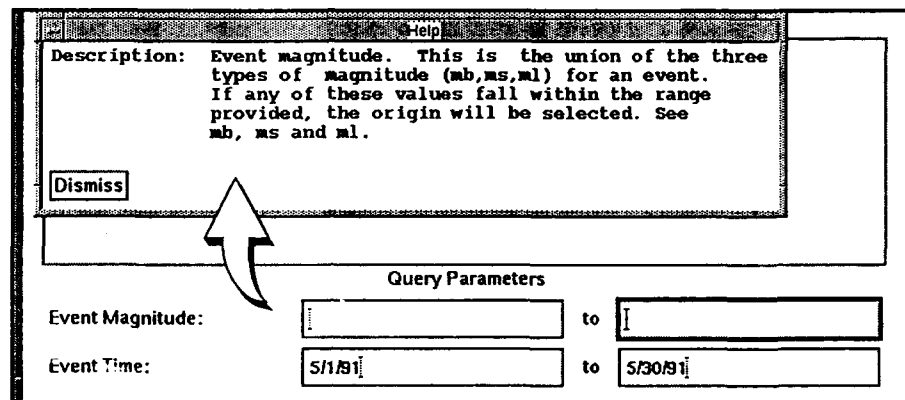 Help
Description: Event magnitude. This is the union of the three
types of magnitude (mb,ms,ml) for an event.
If any of these values fall within the range
provided, the origin will be selected. See
mb, ms and ml.
Dismiss
Query Parameters
Event Magnitude: to
Event Time: 5/1/91 to 5/30/91